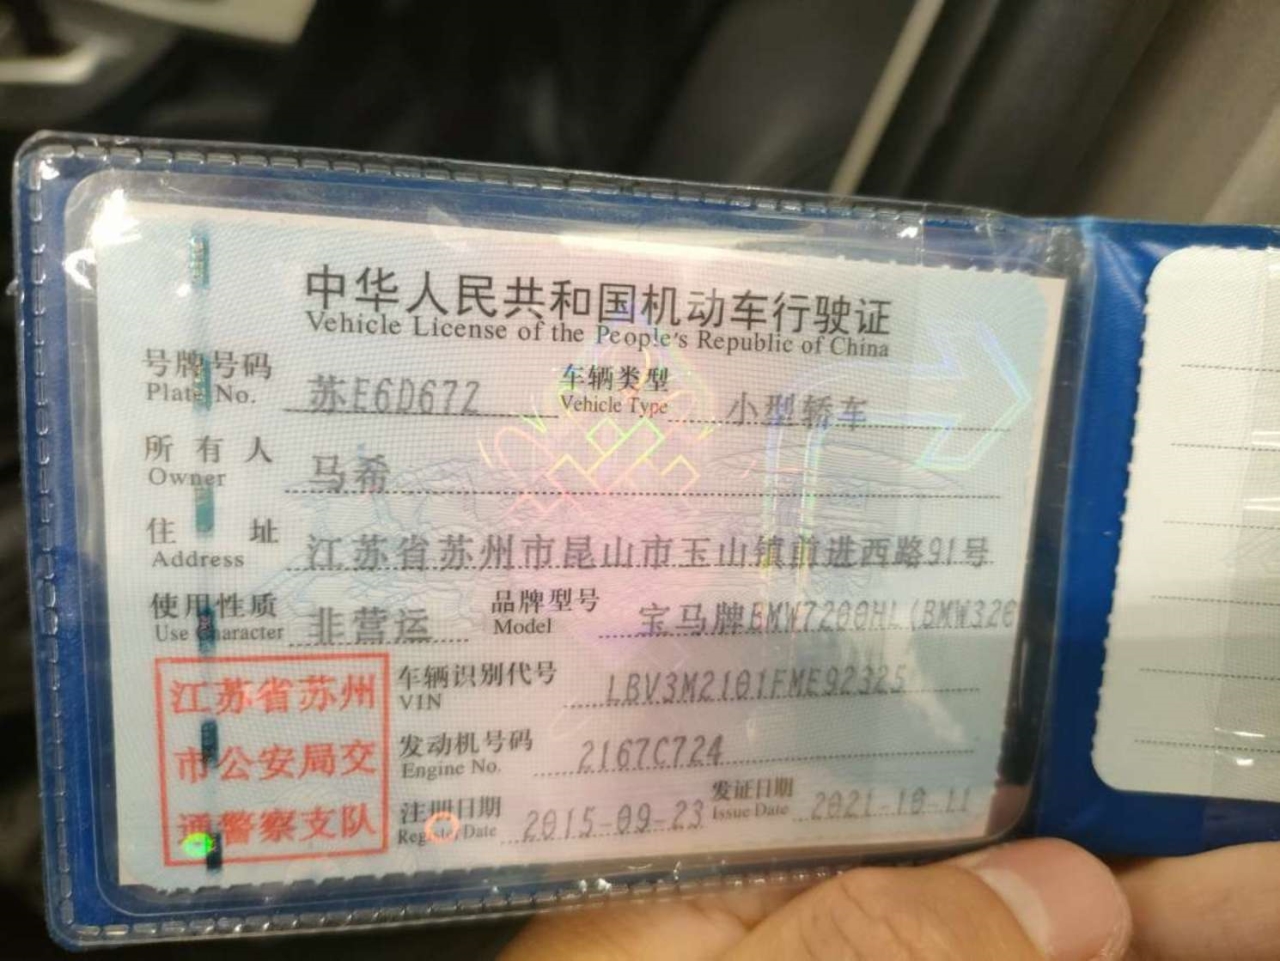 中华人民共和国机动车行驶证
Vehicle License of the People's Republic of China
号牌号码 苏E6D67Z 车辆类型 小型轿车
Plate No. Vehicle Type
所有人 马希
Owner
住址 江苏省苏州市昆山市玉山镇前进西路91号
Address
使用性质 非营运 品牌型号 宝马牌BMW7200HL(BMW320
Use Character Model
江苏省苏州
市公安局交
通警察支队
车辆识别代号 LBV3M2101FME92325
VIN
发动机号码 2167C724
Engine No.
注册日期 2015-09-23 发证日期 2021-10-11
Register Date Issue Date